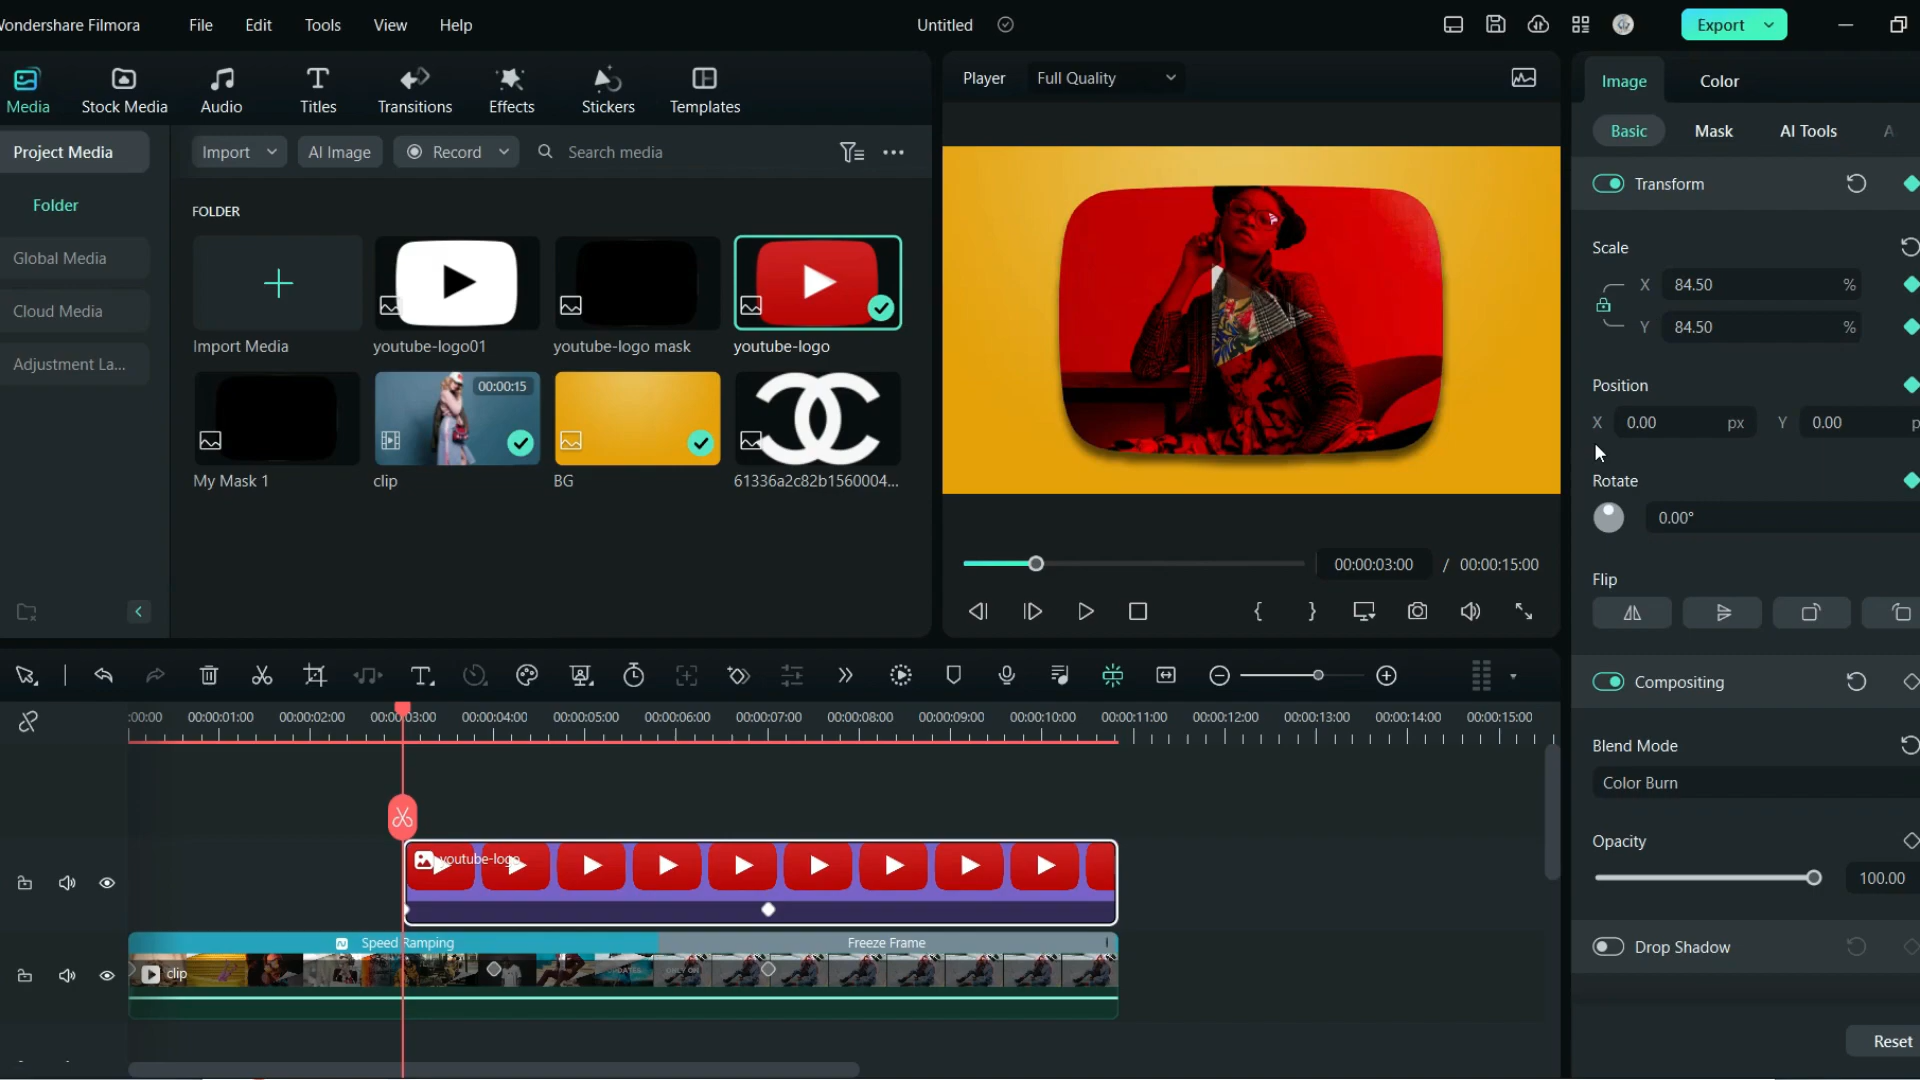 Wondershare Filmora
File
Edit
Tools
View
Help
Untitled
Export
Media
Stock Media
Audio
Titles
Transitions
Effects
Stickers
Templates
Player
Full Quality
Image
Color
Project Media
Import
AI Image
Record
Search media
Basic
Mask
AI Tools
A
Folder
FOLDER
Transform
Global Media
Scale
Cloud Media
X
84.50
%
Y
84.50
%
Import Media
youtube-logo01
youtube-logo mask
youtube-logo
Adjustment La...
Position
00:00:15
X
0.00
px
Y
0.00
p
My Mask 1
clip
BG
61336a2c82b1560004...
Rotate
0.00°
00:00:03:00
/
00:00:15:00
Flip
Compositing
:00:00
00:00:01:00
00:00:02:00
00:00:03:00
00:00:04:00
00:00:05:00
00:00:06:00
00:00:07:00
00:00:08:00
00:00:09:00
00:00:10:00
00:00:11:00
00:00:12:00
00:00:13:00
00:00:14:00
00:00:15:00
Blend Mode
Color Burn
Opacity
100.00
youtube-logo
Speed Ramping
Freeze Frame
Drop Shadow
clip
Reset